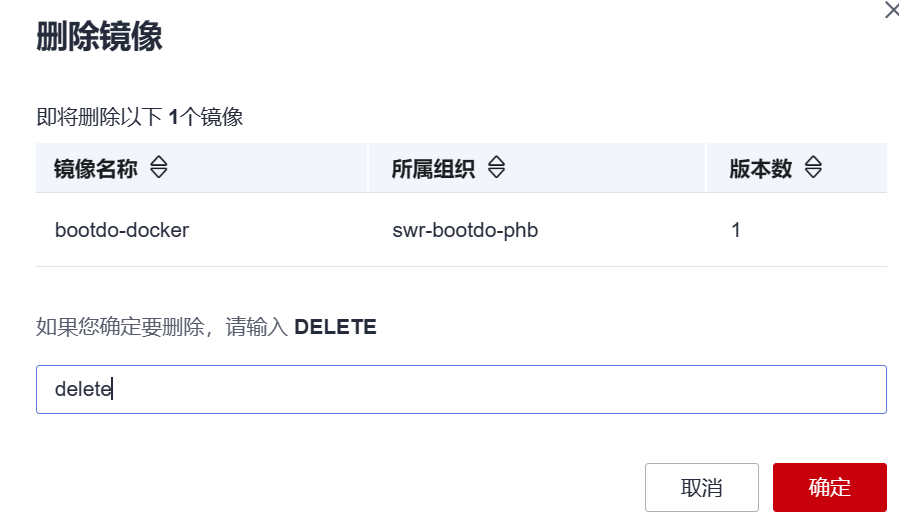 删除镜像
即将删除以下 1个镜像
镜像名称 所属组织 版本数
bootdo-docker swr-bootdo-phb 1
如果您确定要删除，请输入 DELETE
delete
取消 确定